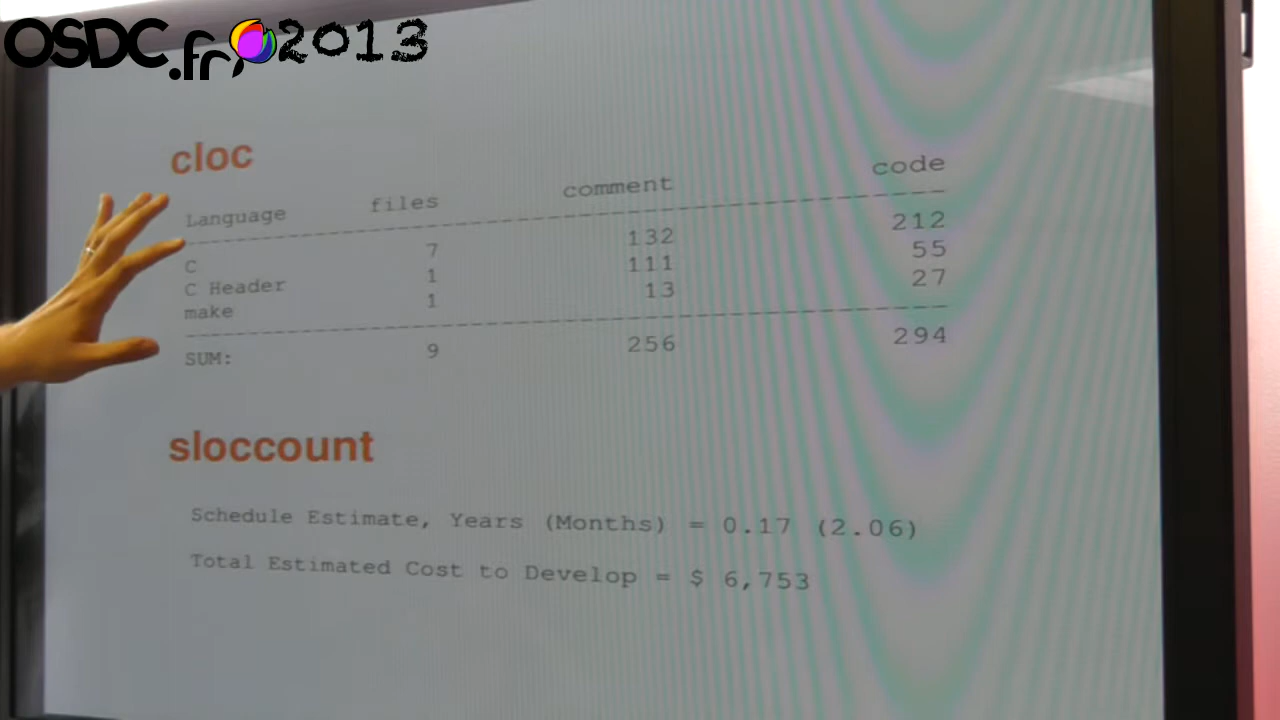 OSDC.fr 2013
cloc
Language files comment code
C 7 132 212
C Header 1 111 55
make 1 13 27
SUM: 9 256 294
sloccount
Schedule Estimate, Years (Months) = 0.17 (2.06)
Total Estimated Cost to Develop = $ 6,753